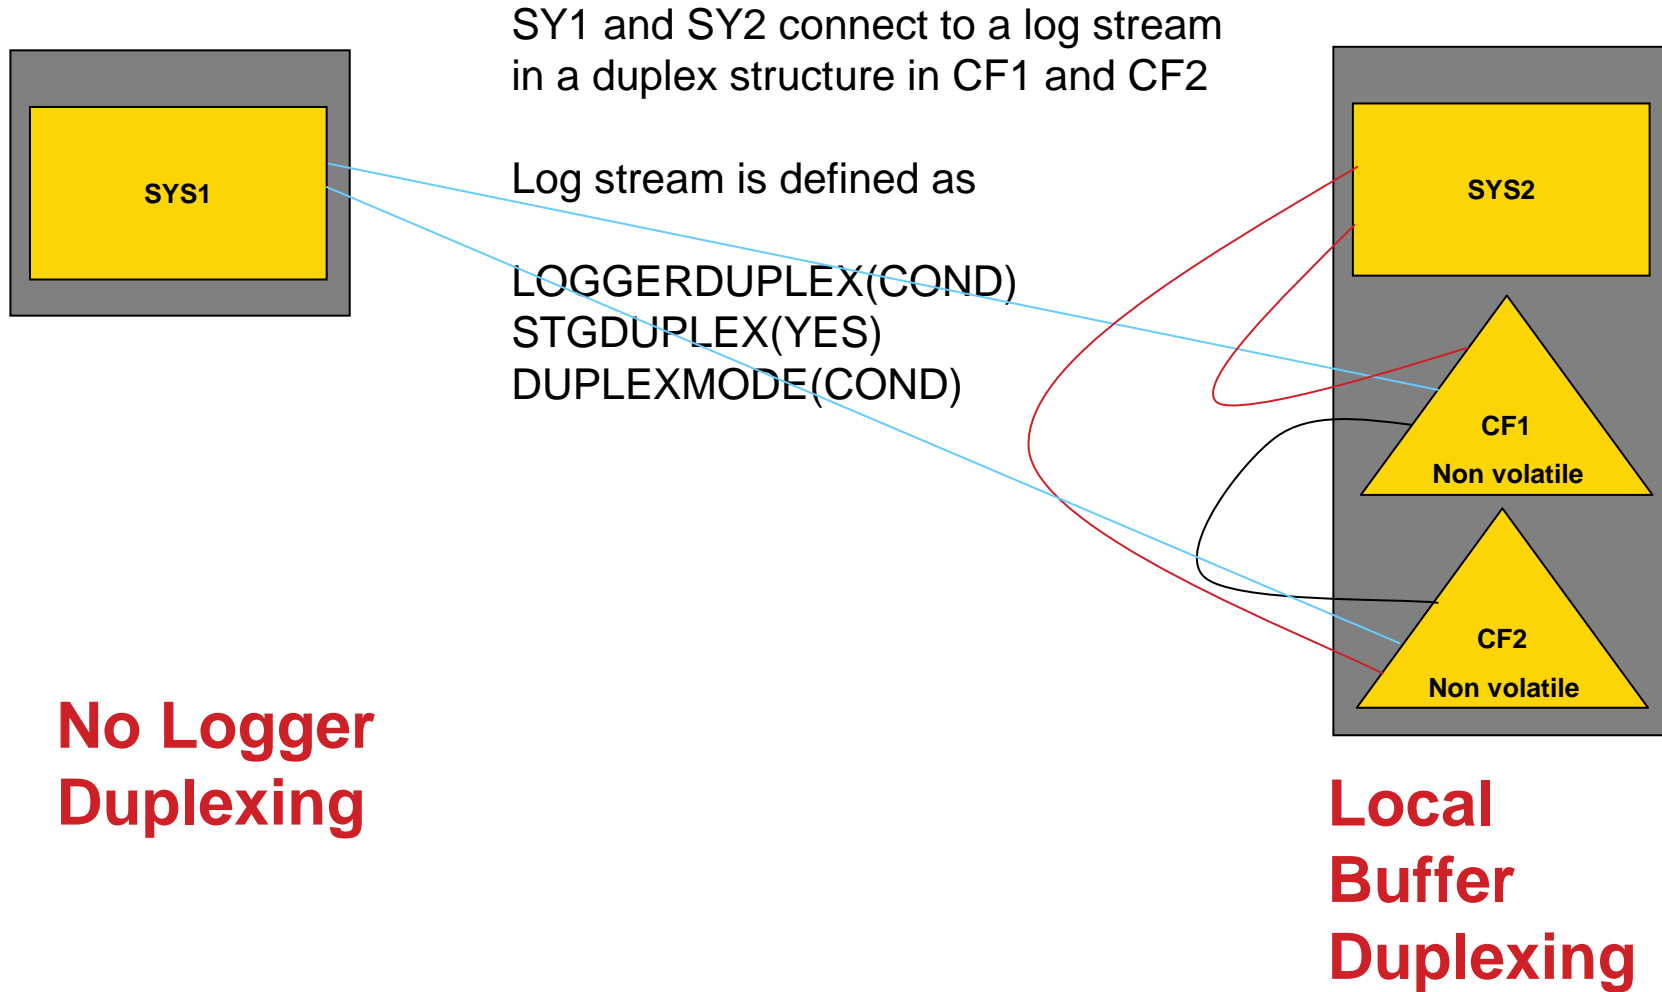 SY1 and SY2 connect to a log stream
in a duplex structure in CF1 and CF2
Log stream is defined as
LOGGERDUPLEX(COND)
STGDUPLEX(YES)
DUPLEXMODE(COND)
SYS1
SYS2
CF1
Non volatile
CF2
Non volatile
No Logger
Duplexing
Local
Buffer
Duplexing